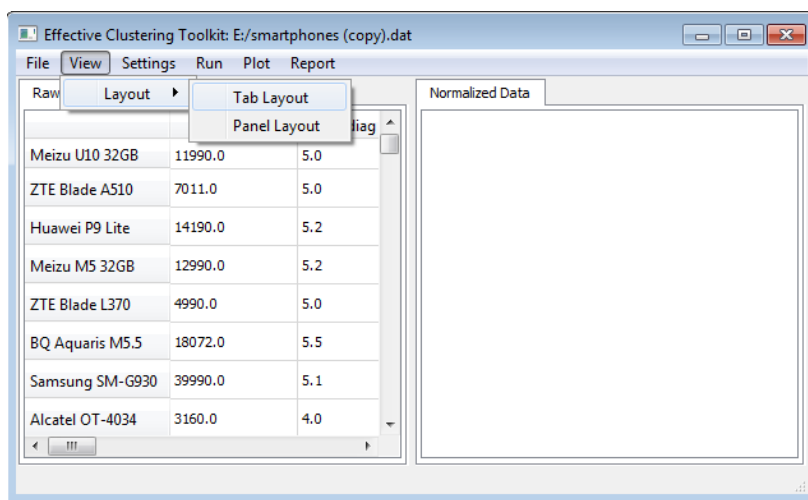 Effective Clustering Toolkit: E:/smartphones (copy).dat
File View Settings Run Plot Report
Raw
Layout
Tab Layout
Panel Layout
Normalized Data
diag
Meizu U10 32GB 11990.0 5.0
ZTE Blade A510 7011.0 5.0
Huawei P9 Lite 14190.0 5.2
Meizu M5 32GB 12990.0 5.2
ZTE Blade L370 4990.0 5.0
BQ Aquaris M5.5 18072.0 5.5
Samsung SM-G930 39990.0 5.1
Alcatel OT-4034 3160.0 4.0